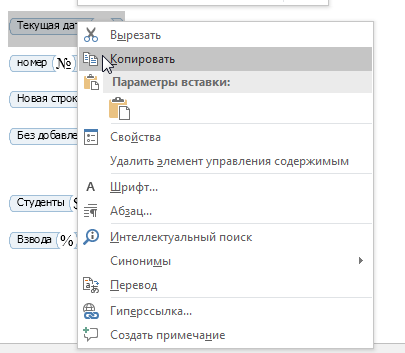 Текущая дат
Вырезать
номер № Копировать
Параметры вставки:
Новая строк
Без добавле
Свойства
Удалить элемент управления содержимым
Студенты
Шрифт...
Абзац...
Взвода %
Интеллектуальный поиск
Синонимы
Перевод
Гиперссылка...
Создать примечание